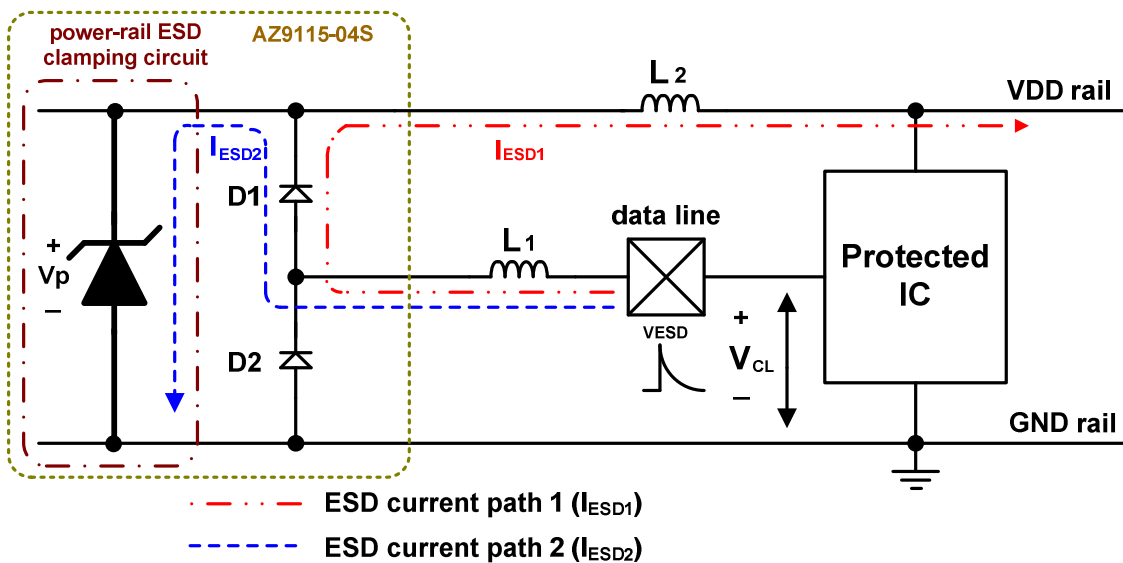 power-rail ESD
clamping circuit
AZ9115-04S
L 2
VDD rail
IESD2
IESD1
D1
data line
L1
Protected
IC
+
Vp
–
VESD
+
VCL
–
D2
GND rail
ESD current path 1 (IESD1)
ESD current path 2 (IESD2)